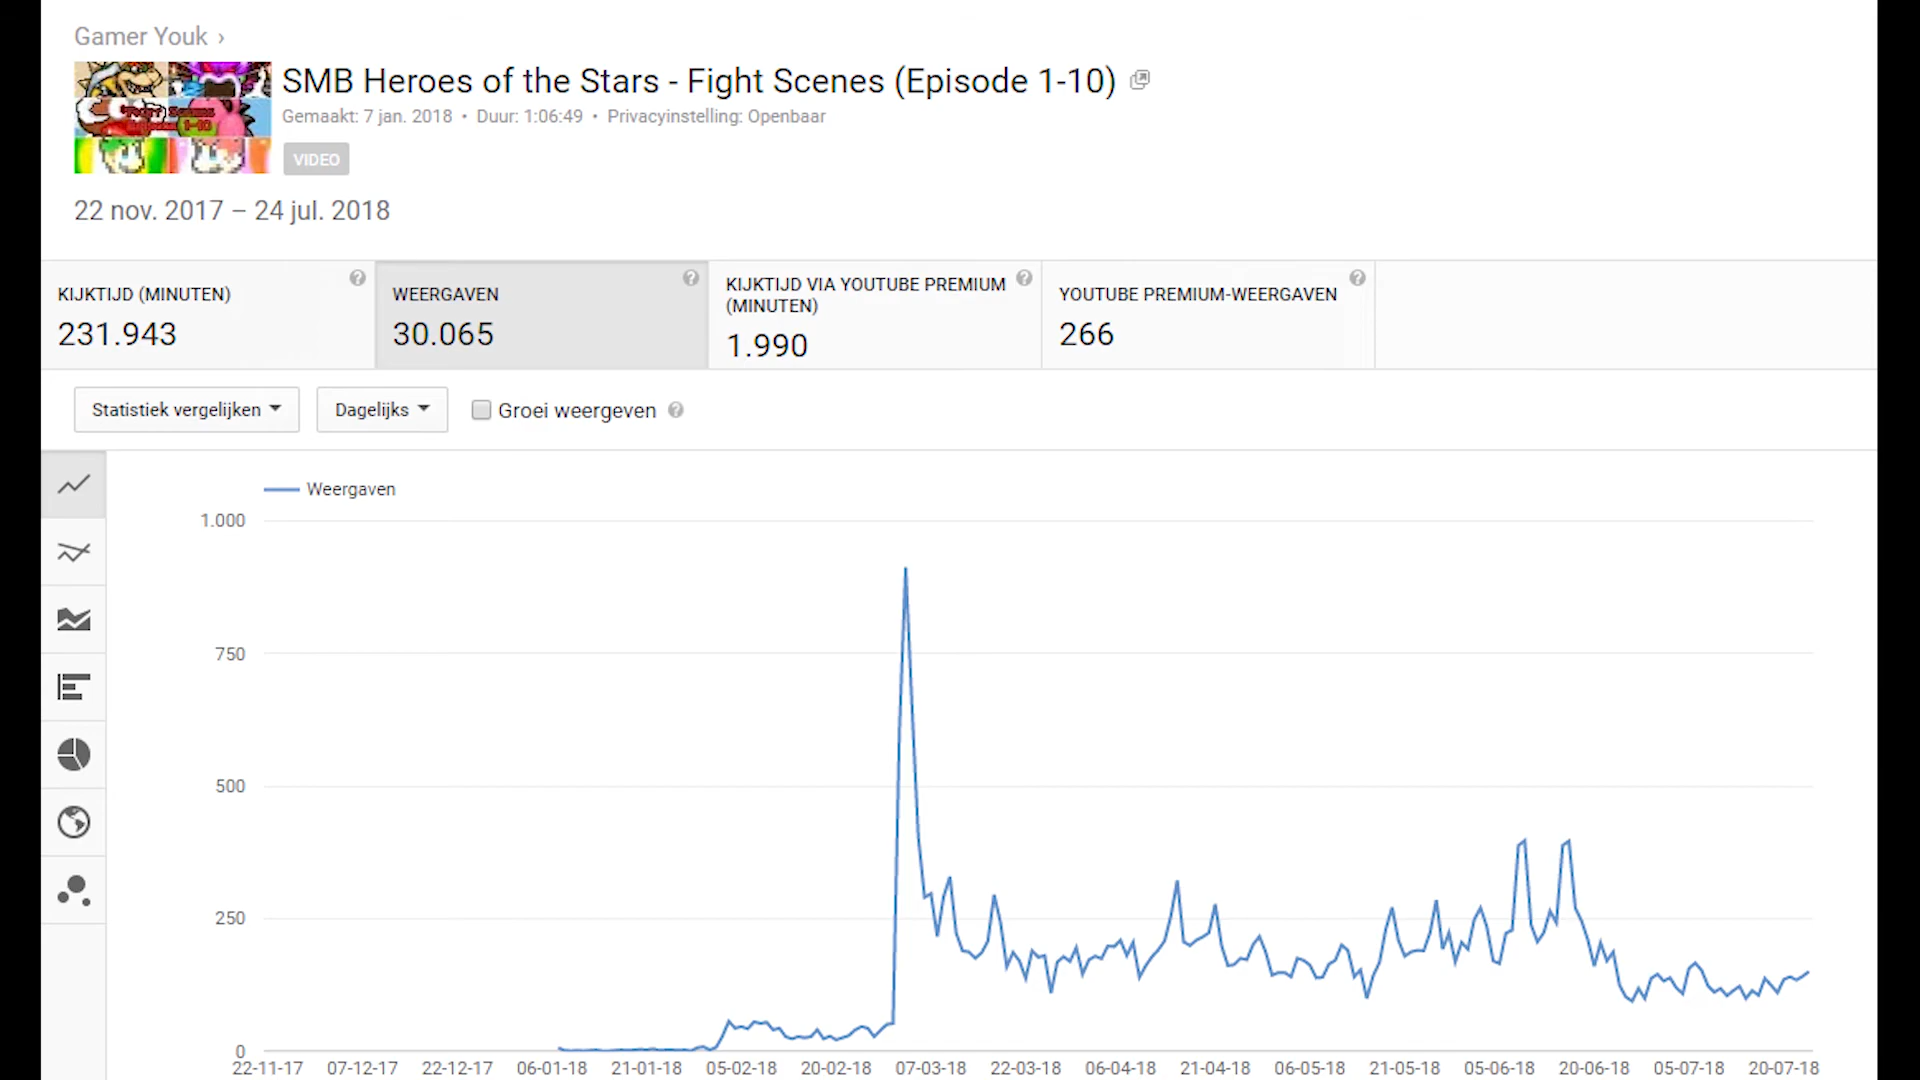 Gamer Youk ›
SMB Heroes of the Stars - Fight Scenes (Episode 1-10)
Gemaakt: 7 jan. 2018 • Duur: 1:06:49 • Privacyinstelling: Openbaar
Fight Scenes
1-10
VIDEO
22 nov. 2017 – 24 jul. 2018
KIJKTIJD (MINUTEN)
231.943
WEERGAVEN
30.065
KIJKTIJD VIA YOUTUBE PREMIUM
(MINUTEN)
1.990
YOUTUBE PREMIUM-WEERGAVEN
266
Statistiek vergelijken
Dagelijks
Groei weergeven
Weergaven
1.000
750
500
250
0
22-11-17 07-12-17 22-12-17 06-01-18 21-01-18 05-02-18 20-02-18 07-03-18 22-03-18 06-04-18 21-04-18 06-05-18 21-05-18 05-06-18 20-06-18 05-07-18 20-07-18